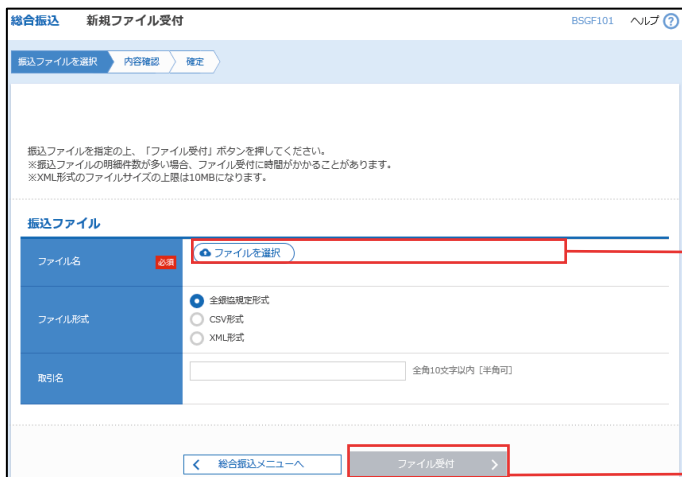 総合振込 新規ファイル受付 BSGF101 ヘルプ ?
振込ファイルを選択 内容確認 確定
振込ファイルを指定の上、「ファイル受付」ボタンを押してください。
※振込ファイルの明細件数が多い場合、ファイル受付に時間がかかることがあります。
※XML形式のファイルサイズの上限は10MBになります。
振込ファイル
ファイル名 必須 ファイルを選択
ファイル形式
全銀協規定形式
CSV形式
XML形式
取引名 全角10文字以内［半角可］
総合振込メニューへ ファイル受付